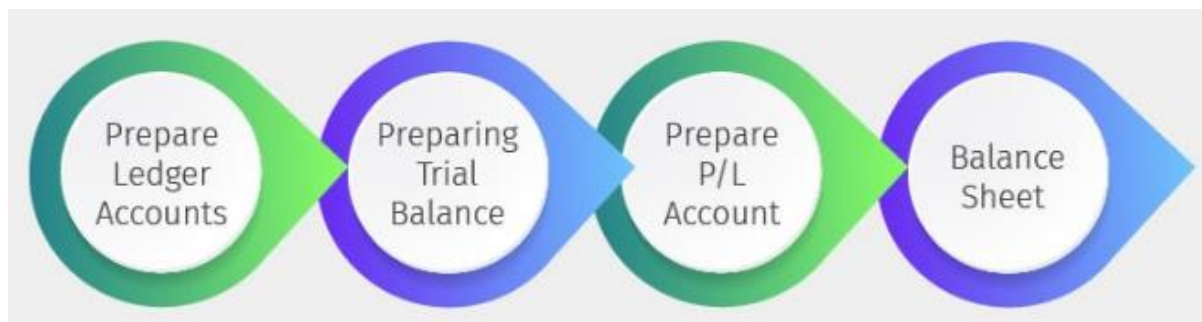 Prepare
Ledger
Accounts
Preparing
Trial
Balance
Prepare
P/L
Account
Balance
Sheet